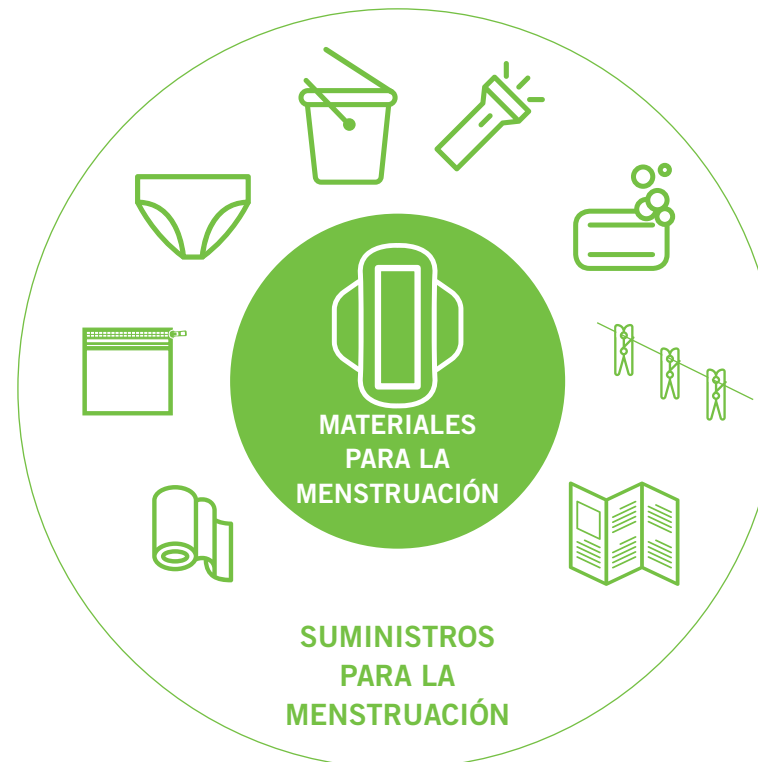 MATERIALES
PARA LA
MENSTRUACIÓN
SUMINISTROS
PARA LA
MENSTRUACIÓN